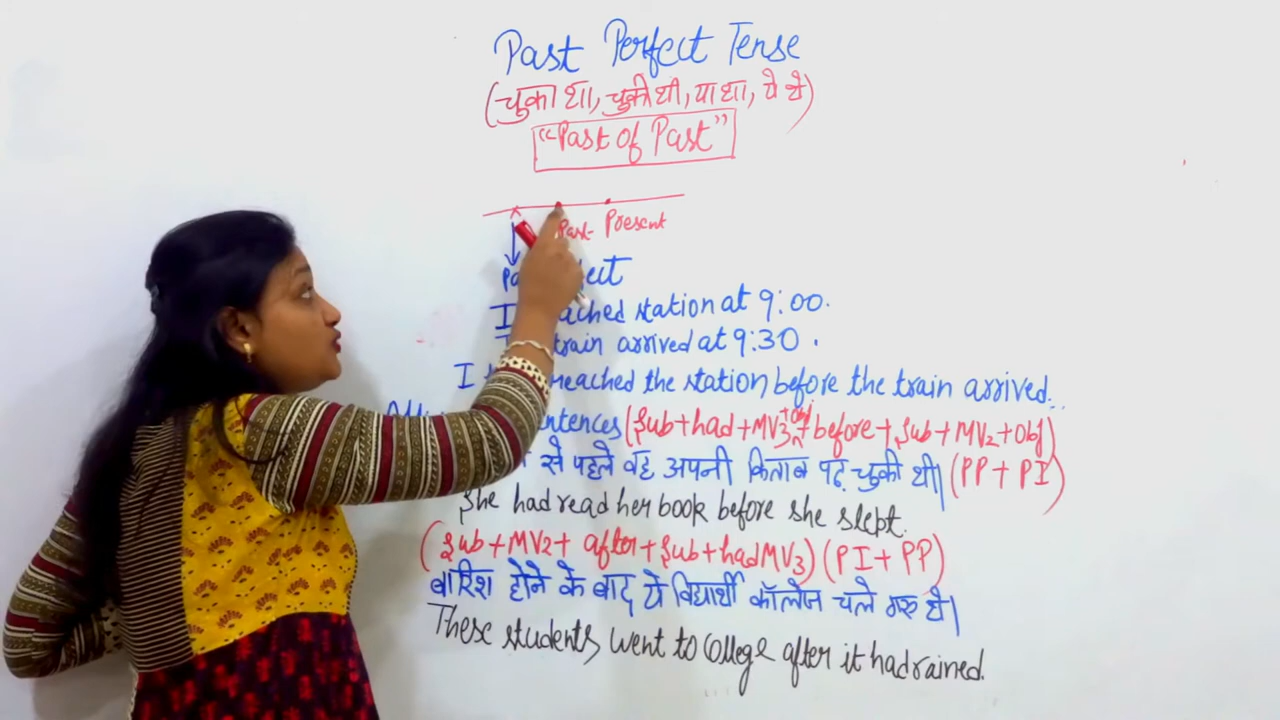 Past Perfect Tense
(चुका था, चुकी थी, या था, ये थे)
"Past of Past"
Past Present
I reached station at 9:00.
train arrived at 9:30.
I reached the station before the train arrived.
(Sub+had+MV3+obj+before+Sub+MV2+obj)
से पहले वह अपनी किताब पढ़ चुकी थी। (PP+PI)
She had read her book before she slept.
(Sub+MV2+ after+Sub+hadMV3) (PI+PP)
बारिश होने के बाद ये विद्यार्थी कॉलेज चले गए थे।
These students went to college after it had rained.